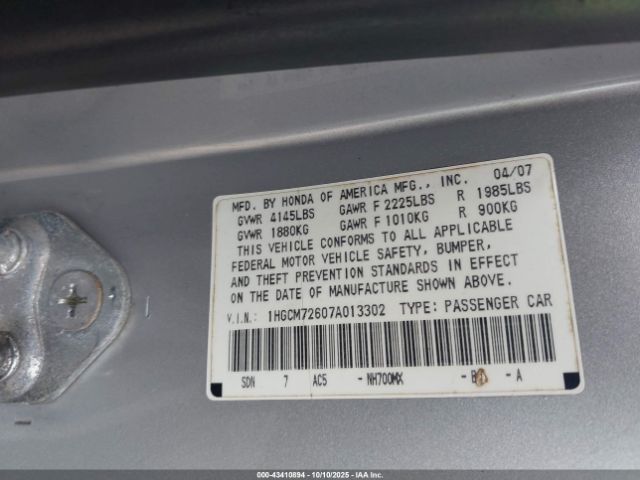 04/07
MFD. BY HONDA OF AMERICA MFG., INC.
GVWR 4145LBS GAWR F 2225LBS R 1985LBS
GVWR 1880KG GAWR F 1010KG R 900KG
THIS VEHICLE CONFORMS TO ALL APPLICABLE
FEDERAL MOTOR VEHICLE SAFETY, BUMPER,
AND THEFT PREVENTION STANDARDS IN EFFECT
ON THE DATE OF MANUFACTURE SHOWN ABOVE.
V.I.N.: 1HGCM72607A013302 TYPE: PASSENGER CAR
SDN 7 AC5 -NH700MX - A
000-43410894 | 10/10/2025 | IAA Inc.